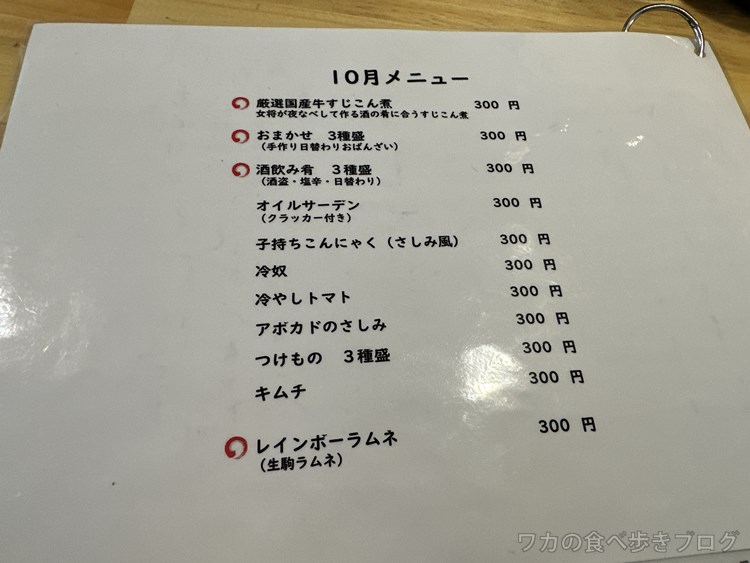 10月メニュー
厳選国産牛すじこん煮 300 円
女将が夜なべして作る酒の肴に合うすじこん煮
おまかせ 3種盛 300 円
(手作り日替わりおばんざい)
酒飲み肴 3種盛 300 円
(酒盗・塩辛・日替わり)
オイルサーデン 300 円
(クラッカー付き)
子持ちこんにゃく(さしみ風) 300 円
冷奴 300 円
冷やしトマト 300 円
アボカドのさしみ 300 円
つけもの 3種盛 300 円
キムチ 300 円
レインボーラムネ 300 円
(生駒ラムネ)
ワカの食べ歩きブログ